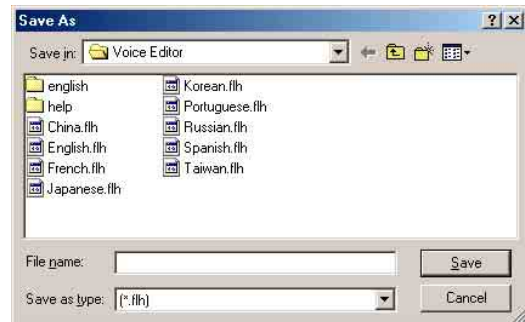 Save As
Save in: Voice Editor
english
help
China.flh
English.flh
French.flh
Japanese.flh
Korean.flh
Portuguese.flh
Russian.flh
Spanish.flh
Taiwan.flh
File name:
Save
Save as type: (*.flh)
Cancel